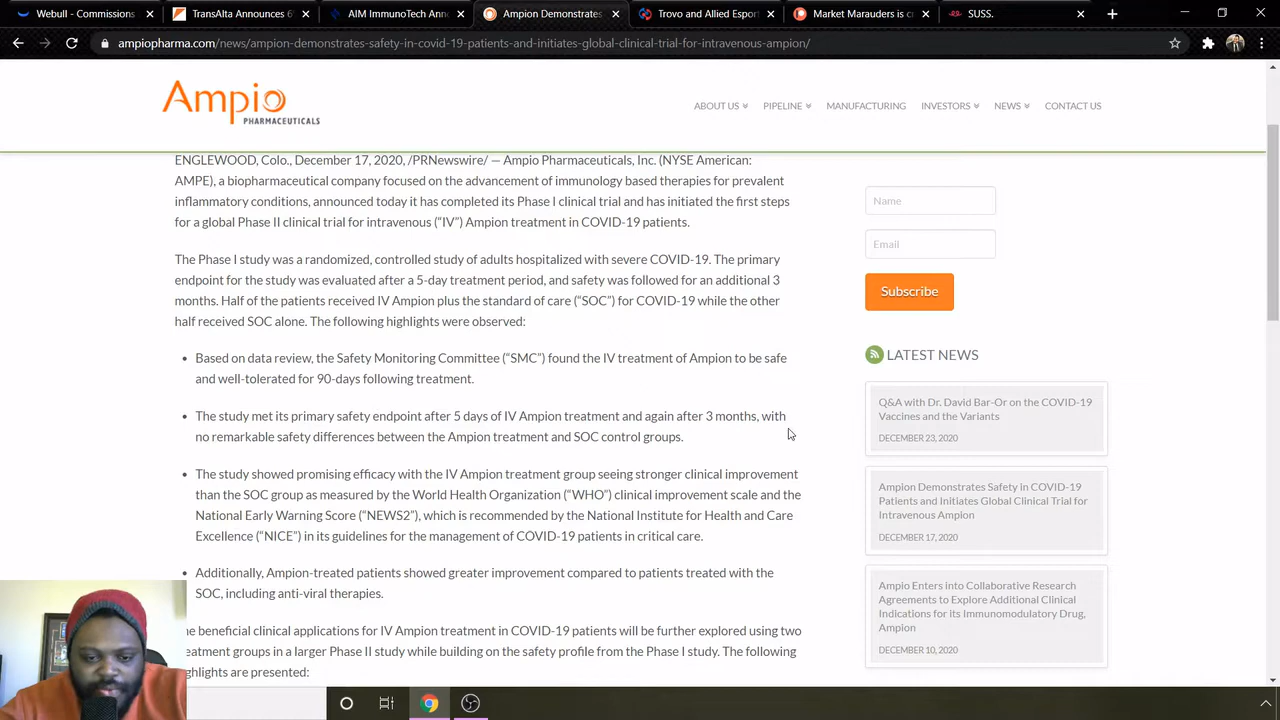 Webull - Commissions
TransAlta Announces 6
AIM ImmunoTech Ann
Ampion Demonstrates
Trovo and Allied Esport
Market Marauders is c
SUSS.
ampiopharma.com/news/ampion-demonstrates-safety-in-covid-19-patients-and-initiates-global-clinical-trial-for-intravenous-ampion/
Ampio
PHARMACEUTICALS
ABOUT US
PIPELINE
MANUFACTURING
INVESTORS
NEWS
CONTACT US
ENGLEWOOD, Colo., December 17, 2020, /PRNewswire/ — Ampio Pharmaceuticals, Inc. (NYSE American:
AMPE), a biopharmaceutical company focused on the advancement of immunology based therapies for prevalent
inflammatory conditions, announced today it has completed its Phase I clinical trial and has initiated the first steps
for a global Phase II clinical trial for intravenous (“IV”) Ampion treatment in COVID-19 patients.
The Phase I study was a randomized, controlled study of adults hospitalized with severe COVID-19. The primary
endpoint for the study was evaluated after a 5-day treatment period, and safety was followed for an additional 3
months. Half of the patients received IV Ampion plus the standard of care (“SOC”) for COVID-19 while the other
half received SOC alone. The following highlights were observed:
• Based on data review, the Safety Monitoring Committee (“SMC”) found the IV treatment of Ampion to be safe
and well-tolerated for 90-days following treatment.
• The study met its primary safety endpoint after 5 days of IV Ampion treatment and again after 3 months, with
no remarkable safety differences between the Ampion treatment and SOC control groups.
• The study showed promising efficacy with the IV Ampion treatment group seeing stronger clinical improvement
than the SOC group as measured by the World Health Organization (“WHO”) clinical improvement scale and the
National Early Warning Score (“NEWS2”), which is recommended by the National Institute for Health and Care
Excellence (“NICE”) in its guidelines for the management of COVID-19 patients in critical care.
• Additionally, Ampion-treated patients showed greater improvement compared to patients treated with the
SOC, including anti-viral therapies.
he beneficial clinical applications for IV Ampion treatment in COVID-19 patients will be further explored using two
reatment groups in a larger Phase II study while building on the safety profile from the Phase I study. The following
ghlights are presented:
Name
Email
Subscribe
LATEST NEWS
Q&A with Dr. David Bar-Or on the COVID-19
Vaccines and the Variants
DECEMBER 23, 2020
Ampion Demonstrates Safety in COVID-19
Patients and Initiates Global Clinical Trial for
Intravenous Ampion
DECEMBER 17, 2020
Ampio Enters into Collaborative Research
Agreements to Explore Additional Clinical
Indications for its Immunomodulatory Drug,
Ampion
DECEMBER 10, 2020